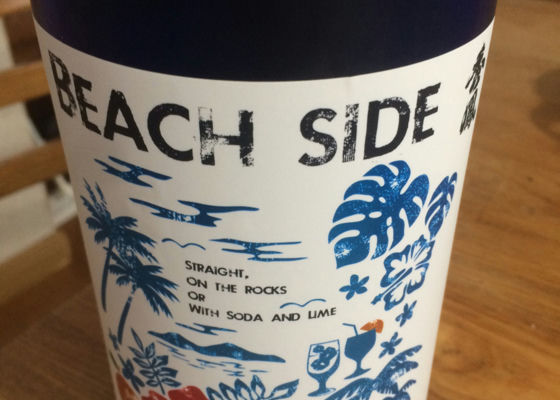 BEACH SIDE
STRAIGHT,
ON THE ROCKS
OR
WITH SODA AND LIME